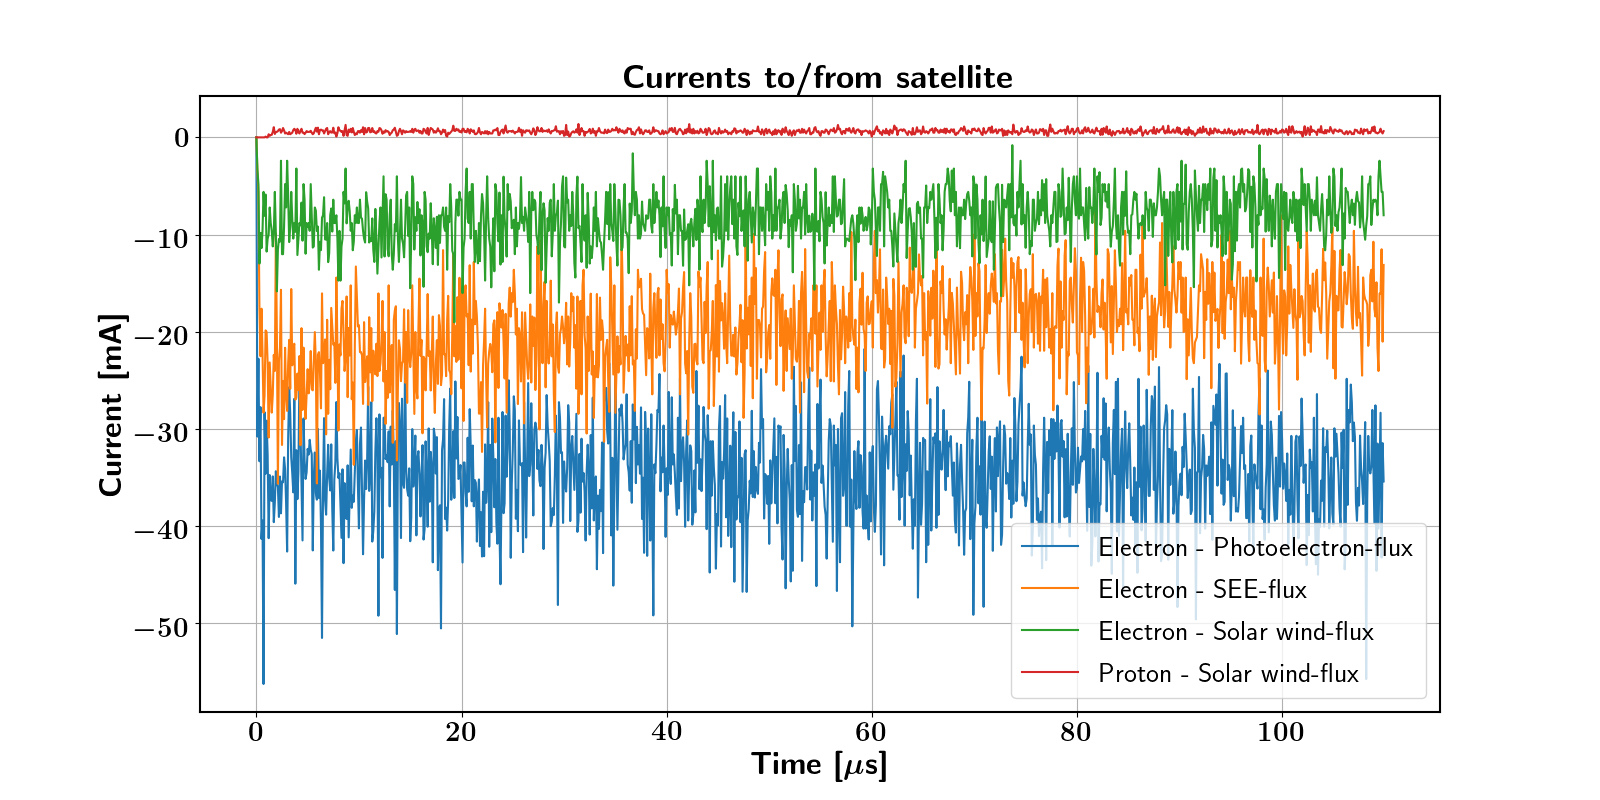 Currents to/from satellite
0
−10
−20
−30
−40
−50
Current [mA]
0 20 40 60 80 100
Time [μs]
Electron - Photoelectron-flux
Electron - SEE-flux
Electron - Solar wind-flux
Proton - Solar wind-flux